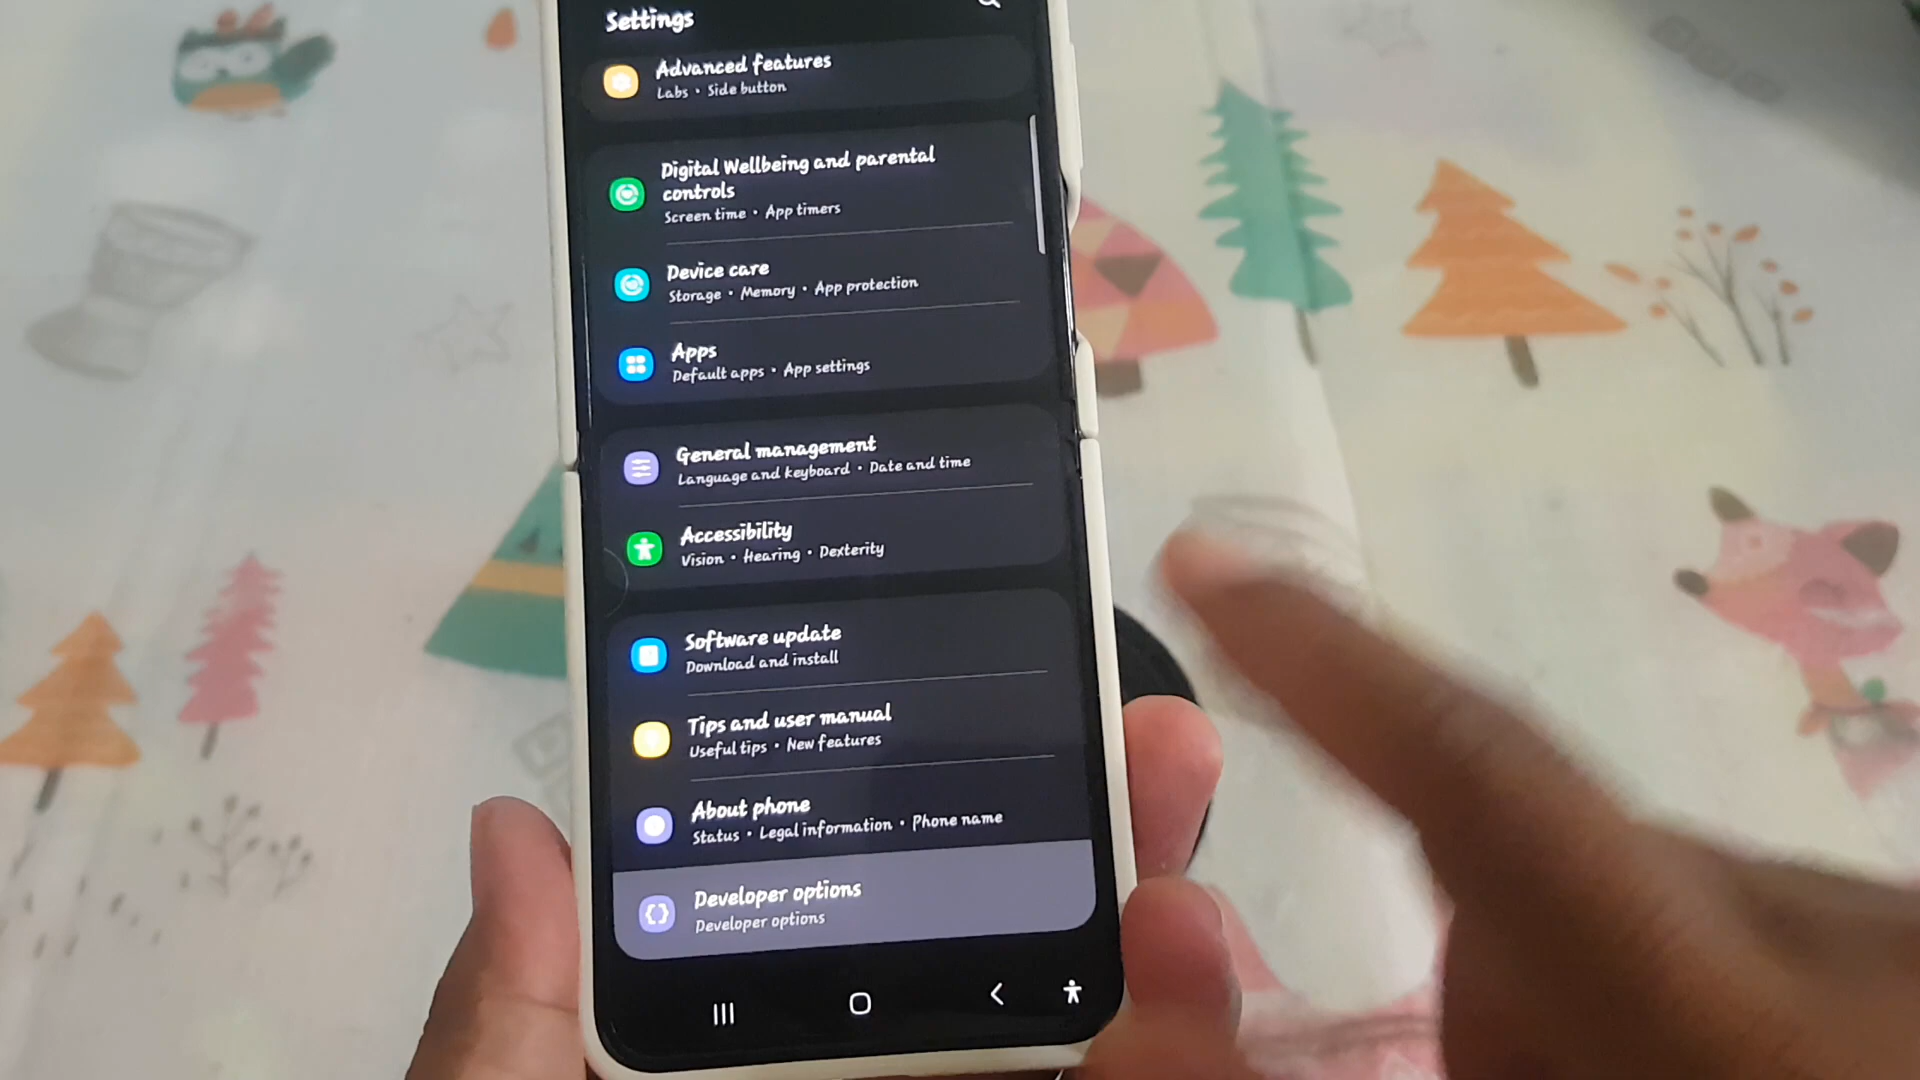 Settings
Advanced features
Labs • Side button
Digital Wellbeing and parental
controls
Screen time • App timers
Device care
Storage • Memory • App protection
Apps
Default apps • App settings
General management
Language and keyboard • Date and time
Accessibility
Vision • Hearing • Dexterity
Software update
Download and install
Tips and user manual
Useful tips • New features
About phone
Status • Legal information • Phone name
Developer options
Developer options